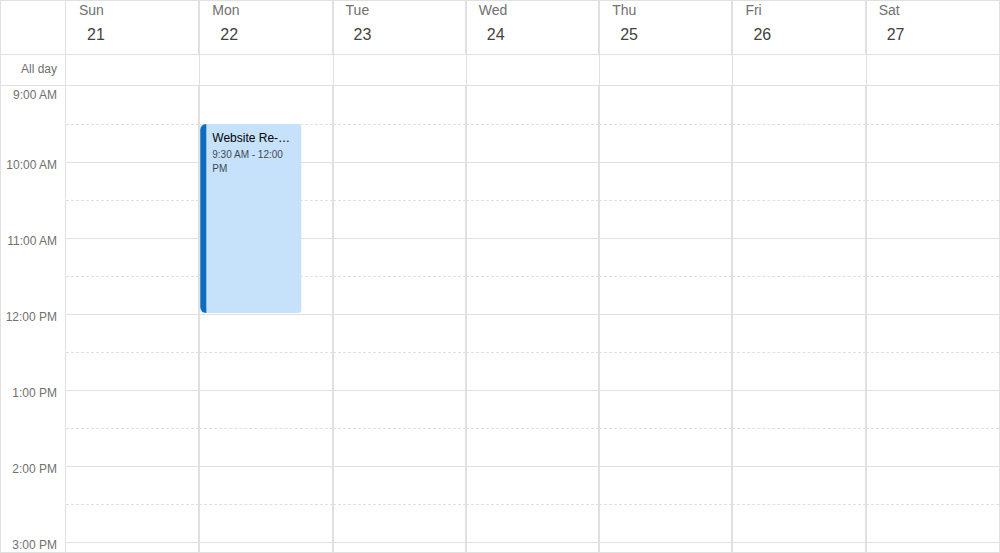 Sun Mon Tue Wed Thu Fri Sat
21 22 23 24 25 26 27
All day
9:00 AM
Website Re-...
9:30 AM - 12:00
PM
10:00 AM
11:00 AM
12:00 PM
1:00 PM
2:00 PM
3:00 PM